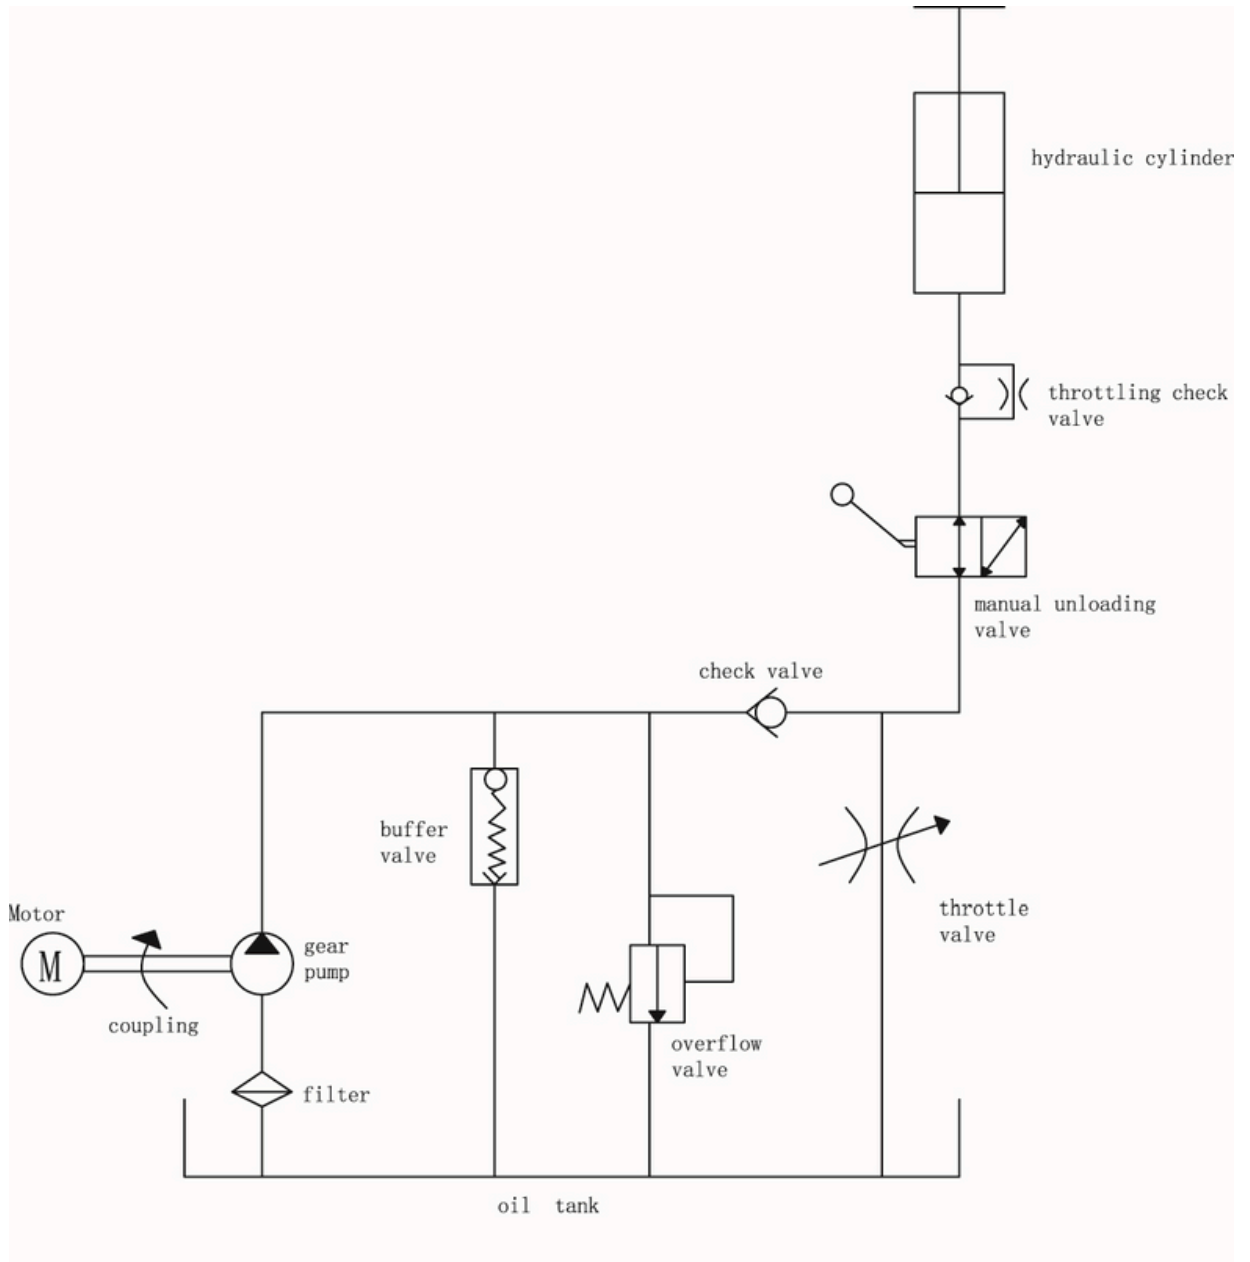 hydraulic cylinder
throttling check
valve
manual unloading
valve
check valve
buffer
valve
throttle
valve
Motor
M
gear
pump
coupling
overflow
valve
filter
oil tank